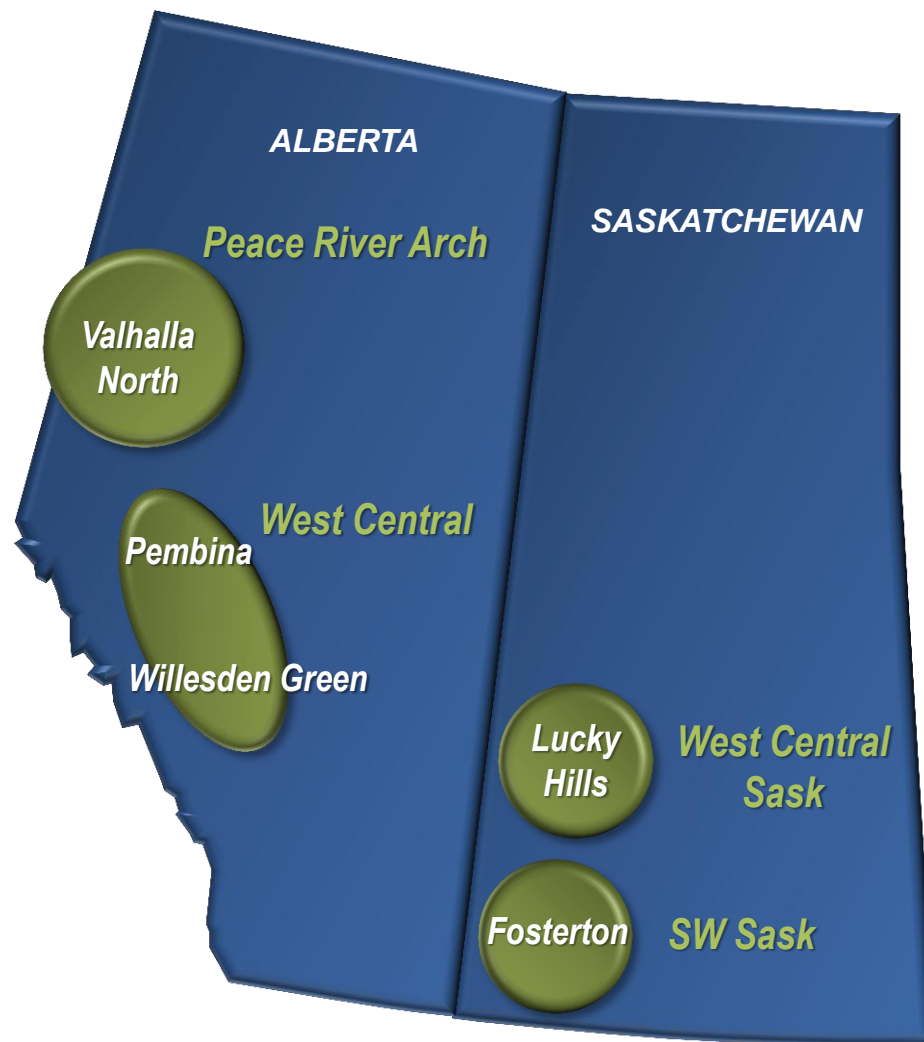 ALBERTA
SASKATCHEWAN
Peace River Arch
Valhalla
North
West Central
Pembina
Willesden Green
Lucky
Hills
West Central
Sask
Fosterton
SW Sask